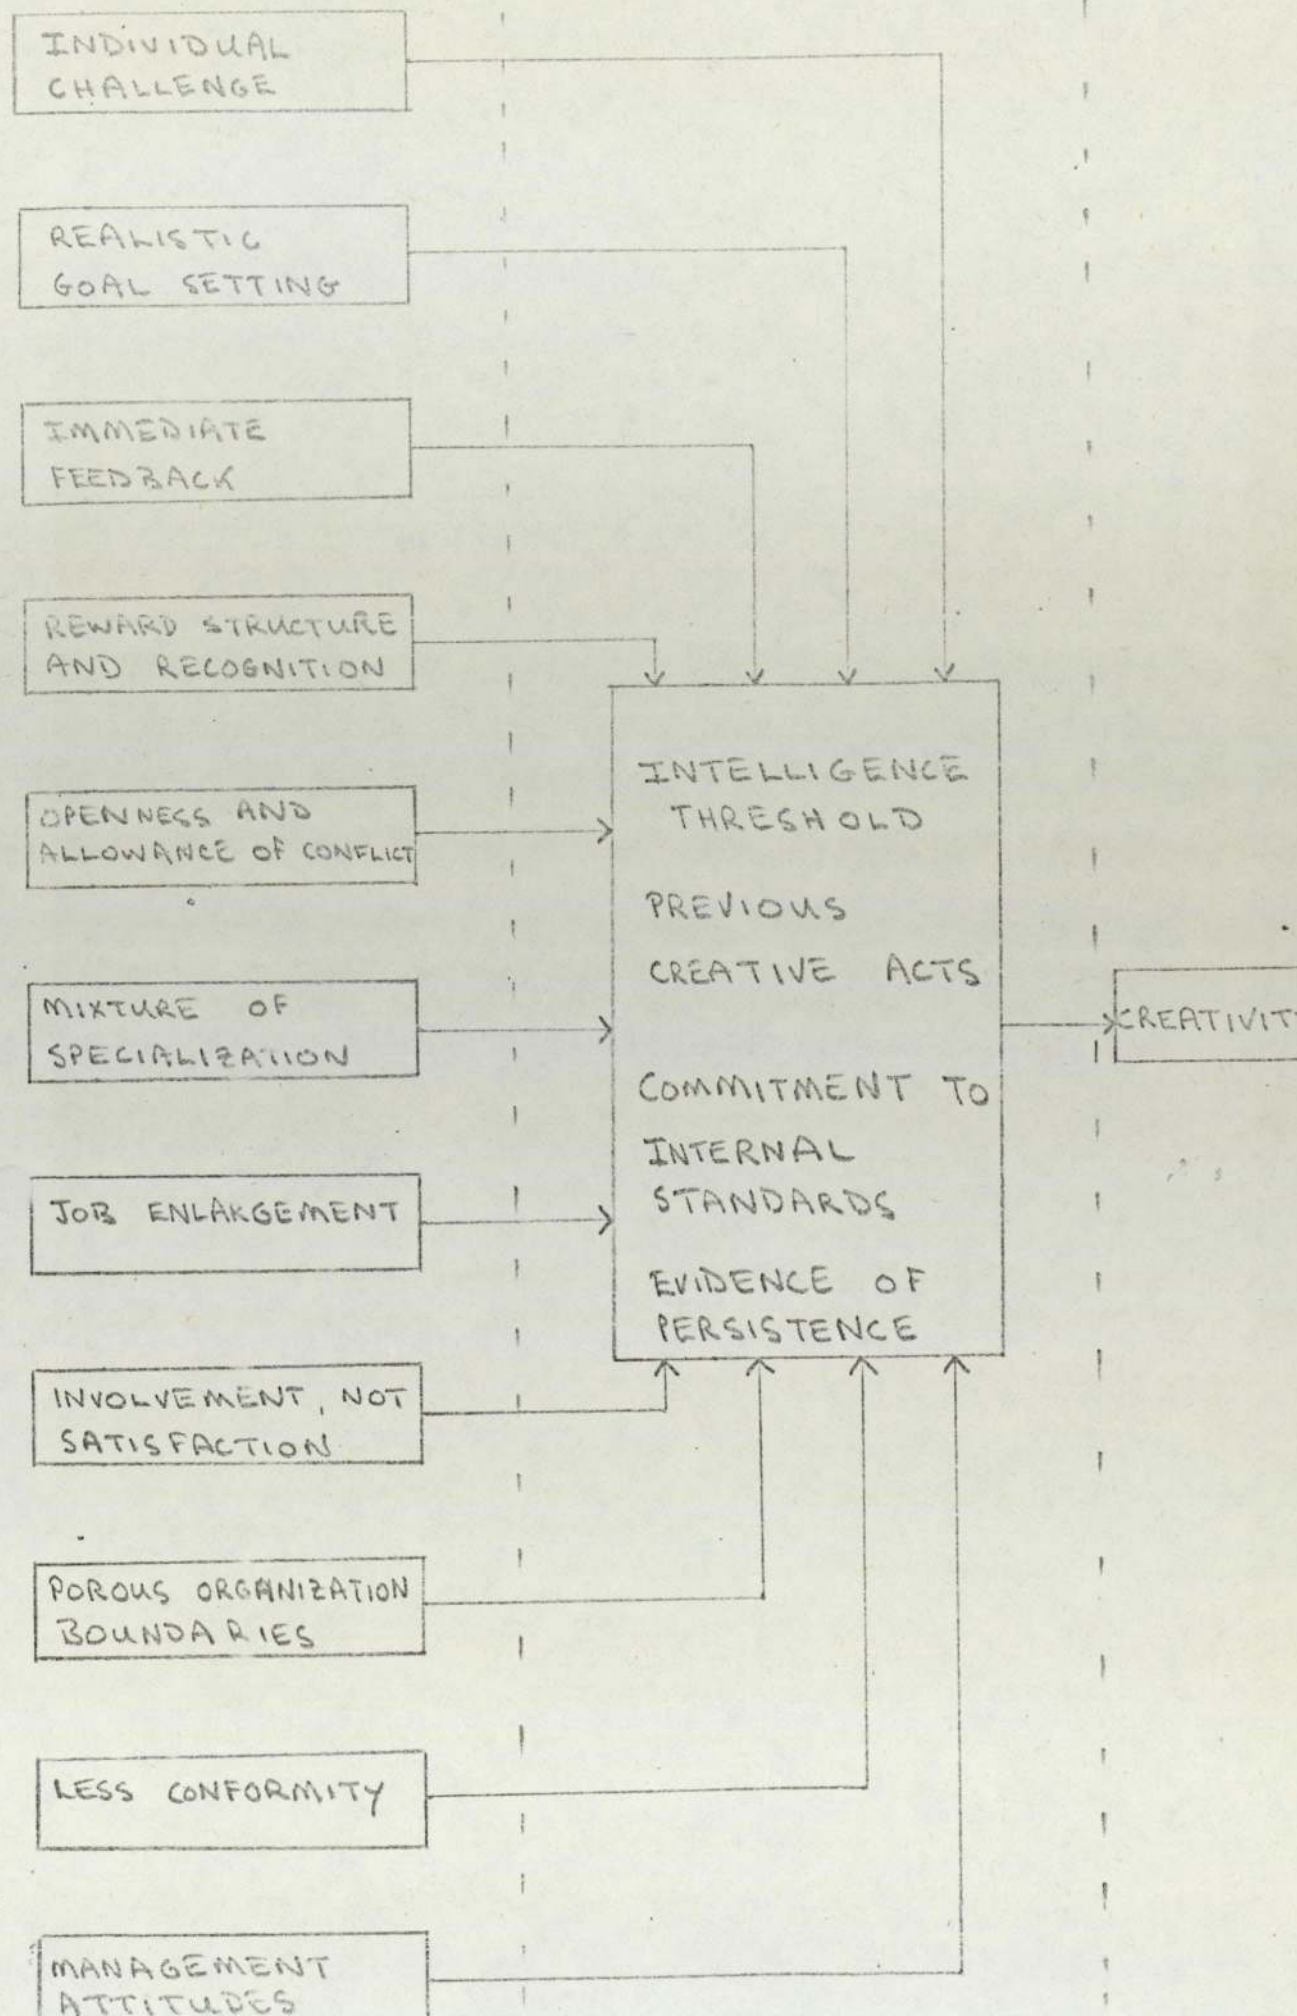 INDIVIDUAL
CHALLENGE
REALISTIC
GOAL SETTING
IMMEDIATE
FEEDBACK
REWARD STRUCTURE
AND RECOGNITION
OPENNESS AND
ALLOWANCE OF CONFLICT
MIXTURE OF
SPECIALIZATION
JOB ENLARGEMENT
INVOLVEMENT, NOT
SATISFACTION
POROUS ORGANIZATION
BOUNDARIES
LESS CONFORMITY
MANAGEMENT
ATTITUDES
INTELLIGENCE
THRESHOLD
PREVIOUS
CREATIVE ACTS
COMMITMENT TO
INTERNAL
STANDARDS
EVIDENCE OF
PERSISTENCE
CREATIVIT